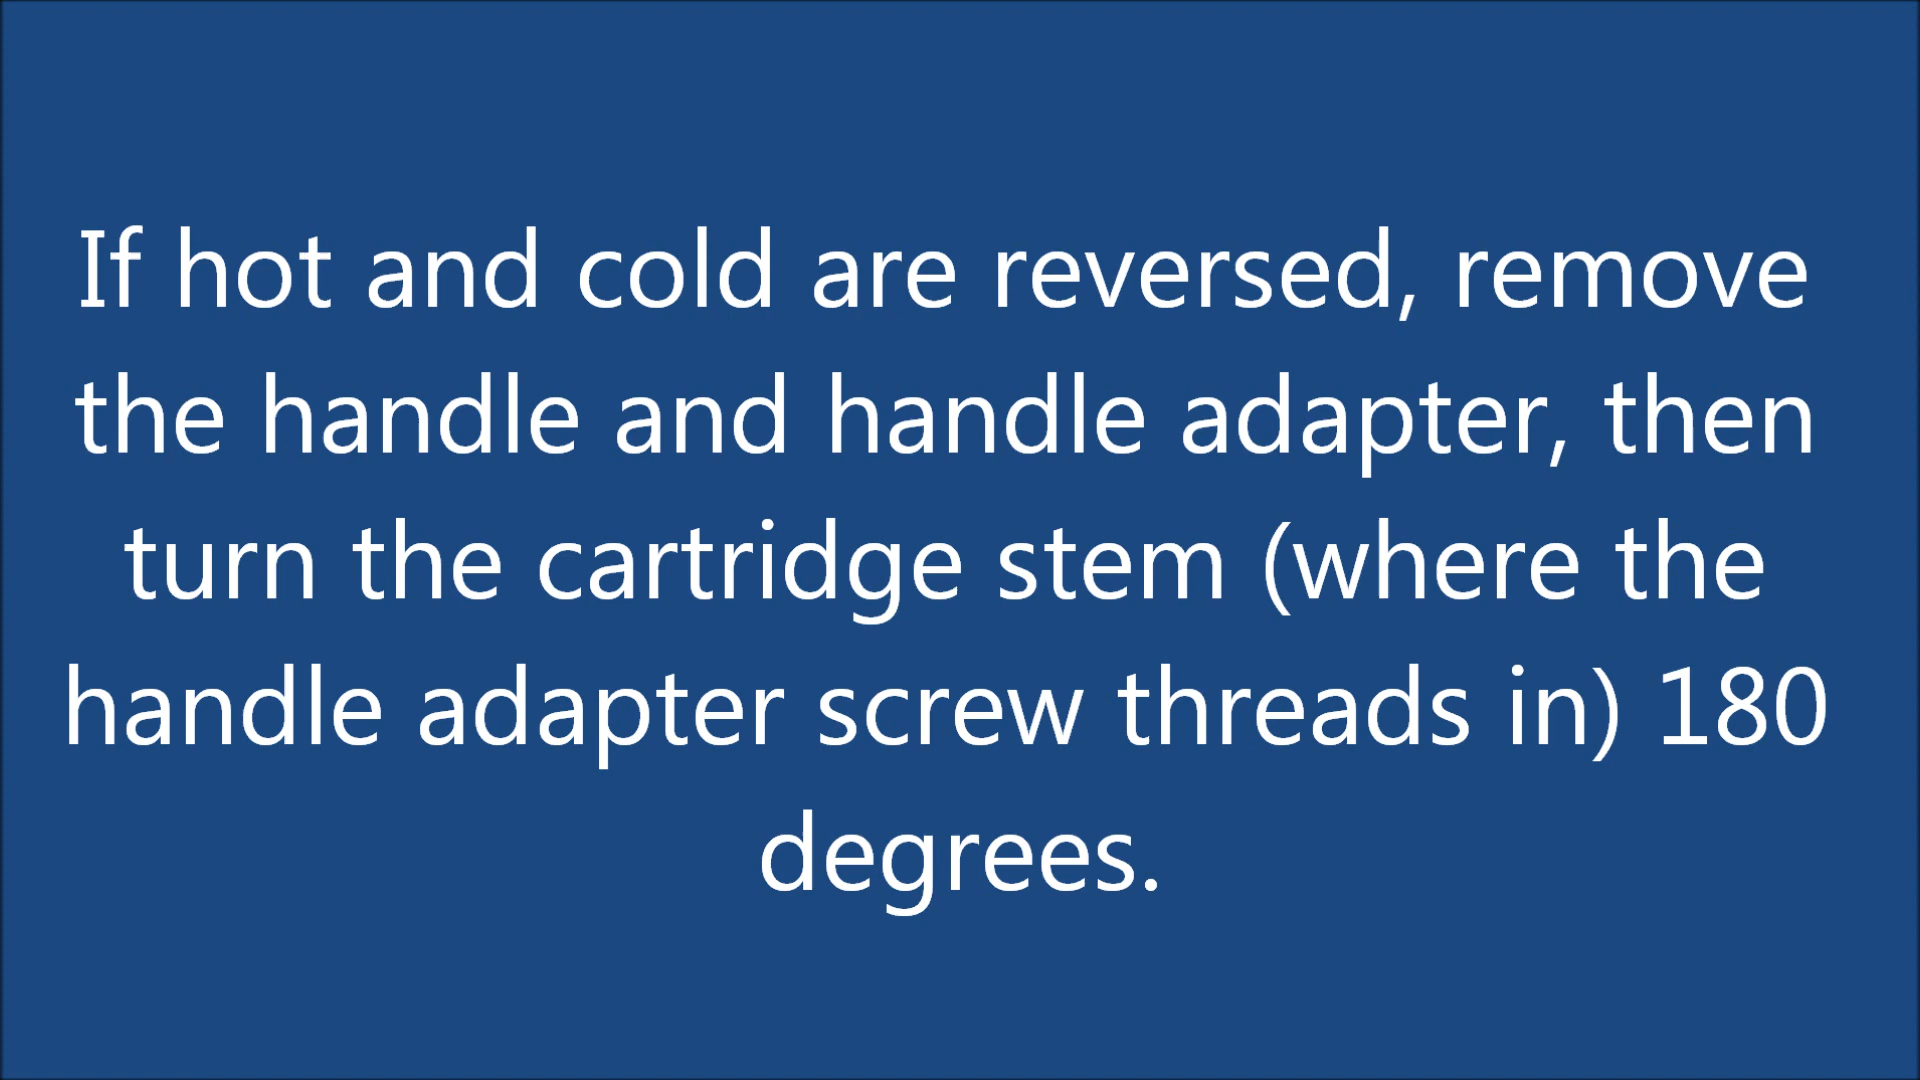 If hot and cold are reversed, remove
the handle and handle adapter, then
turn the cartridge stem (where the
handle adapter screw threads in) 180
degrees.